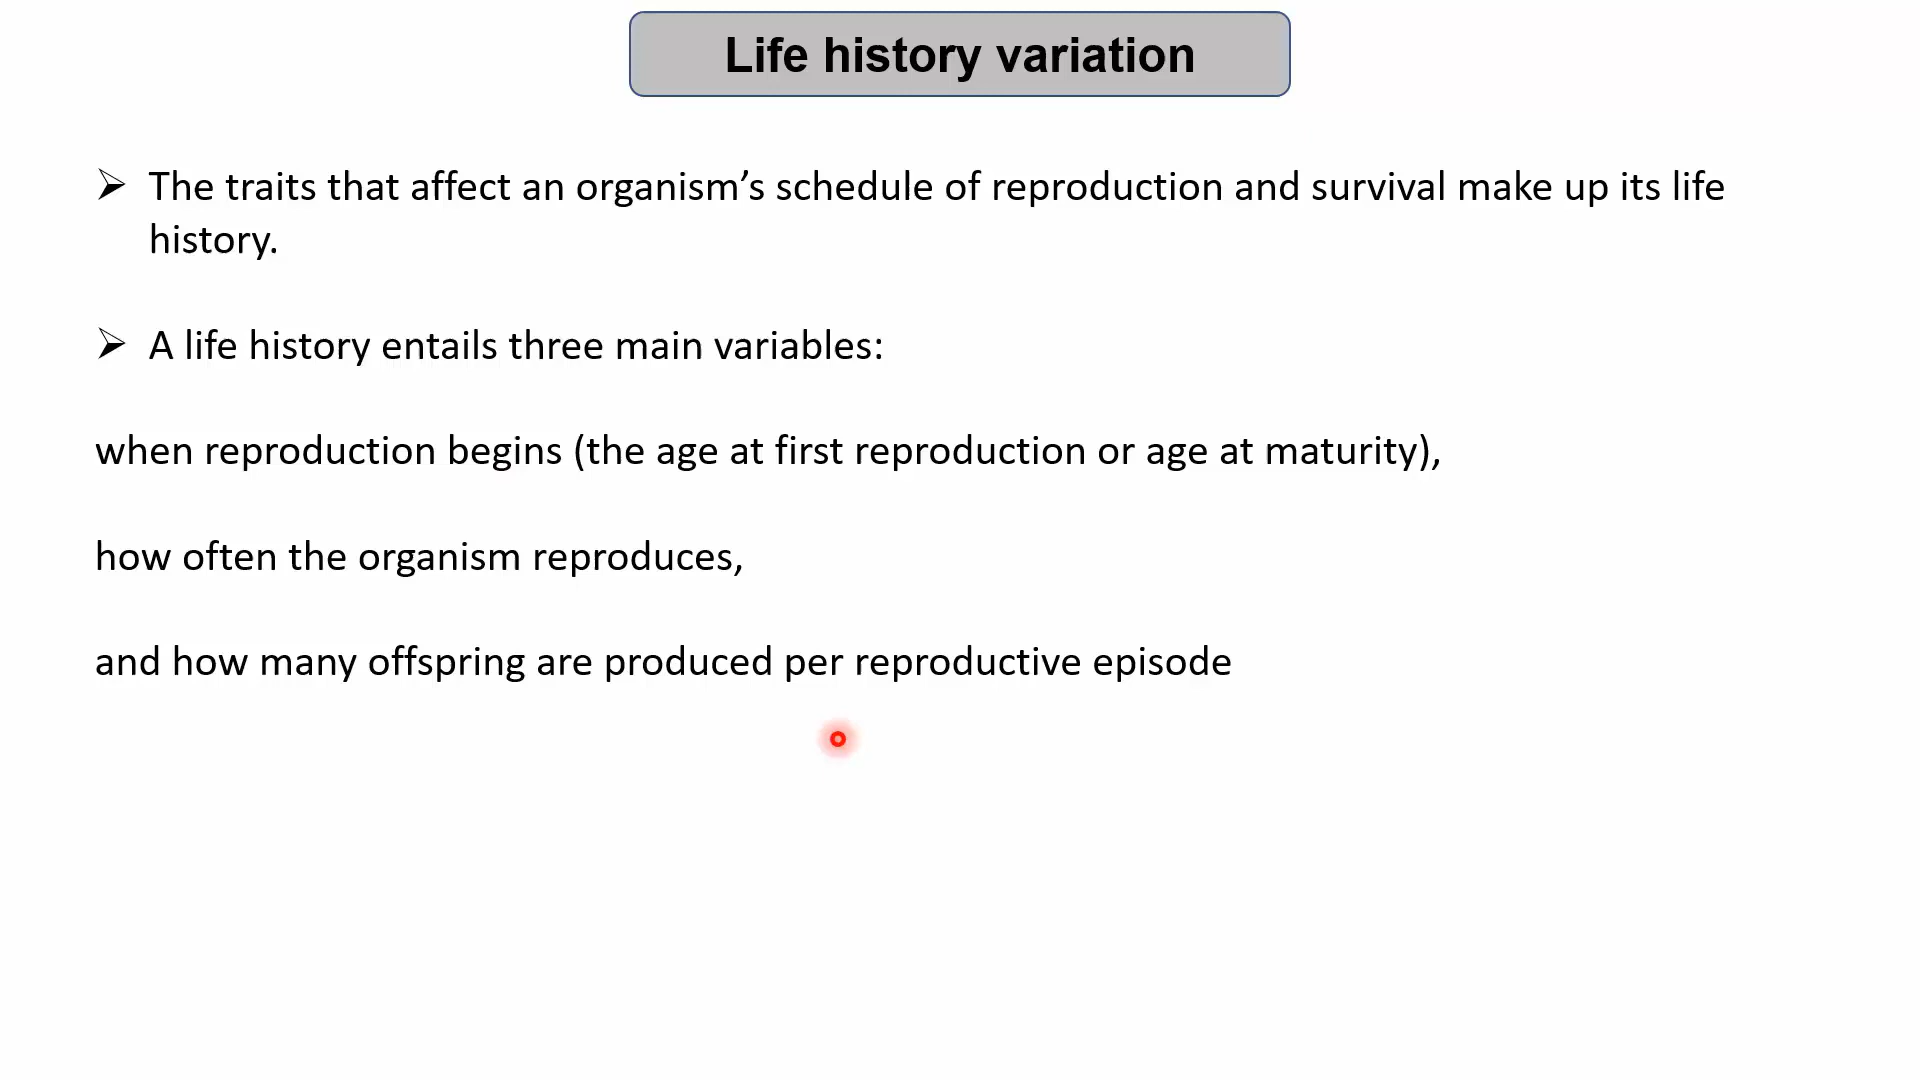 Life history variation
The traits that affect an organism’s schedule of reproduction and survival make up its life
history.
A life history entails three main variables:
when reproduction begins (the age at first reproduction or age at maturity),
how often the organism reproduces,
and how many offspring are produced per reproductive episode